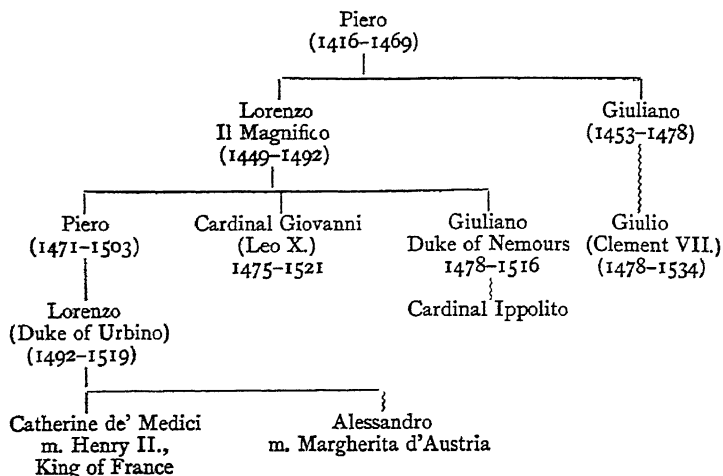 Piero
(1416–1469)
Lorenzo
Il Magnifico
(1449–1492)
Giuliano
(1453–1478)
Piero
(1471–1503)
Cardinal Giovanni
(Leo X.)
1475–1521
Giuliano
Duke of Nemours
1478–1516
Giulio
(Clement VII.)
(1478–1534)
Cardinal Ippolito
Lorenzo
(Duke of Urbino)
(1492–1519)
Catherine de' Medici
m. Henry II.,
King of France
Alessandro
m. Margherita d'Austria